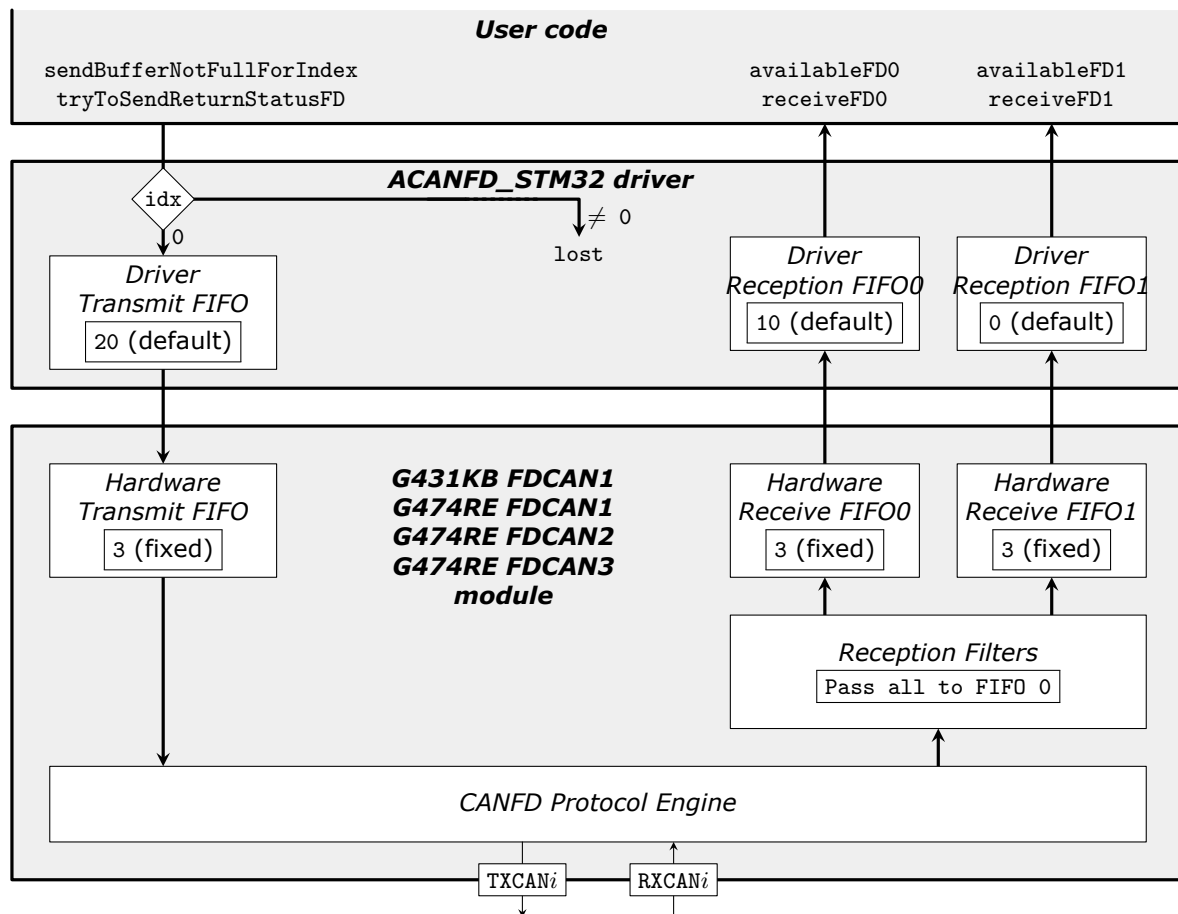 User code
sendBufferNotFullForIndex
tryToSendReturnStatusFD
availableFD0
receiveFD0
availableFD1
receiveFD1
ACANFD_STM32 driver
idx
≠ 0
0
lost
Driver
Transmit FIFO
20 (default)
Driver
Reception FIFO0
10 (default)
Driver
Reception FIFO1
0 (default)
Hardware
Transmit FIFO
3 (fixed)
G431KB FDCAN1
G474RE FDCAN1
G474RE FDCAN2
G474RE FDCAN3
module
Hardware
Receive FIFO0
3 (fixed)
Hardware
Receive FIFO1
3 (fixed)
Reception Filters
Pass all to FIFO 0
CANFD Protocol Engine
TXCANi
RXCANi